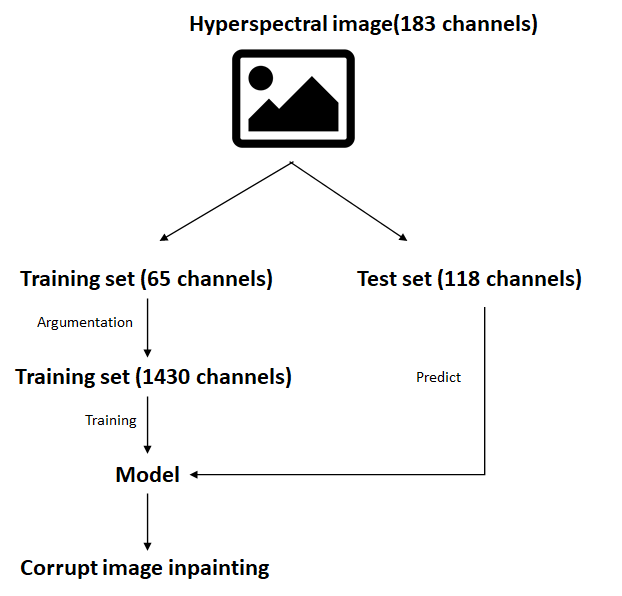 Hyperspectral image(183 channels)
Training set (65 channels)
Test set (118 channels)
Argumentation
Training set (1430 channels)
Predict
Training
Model
Corrupt image inpainting